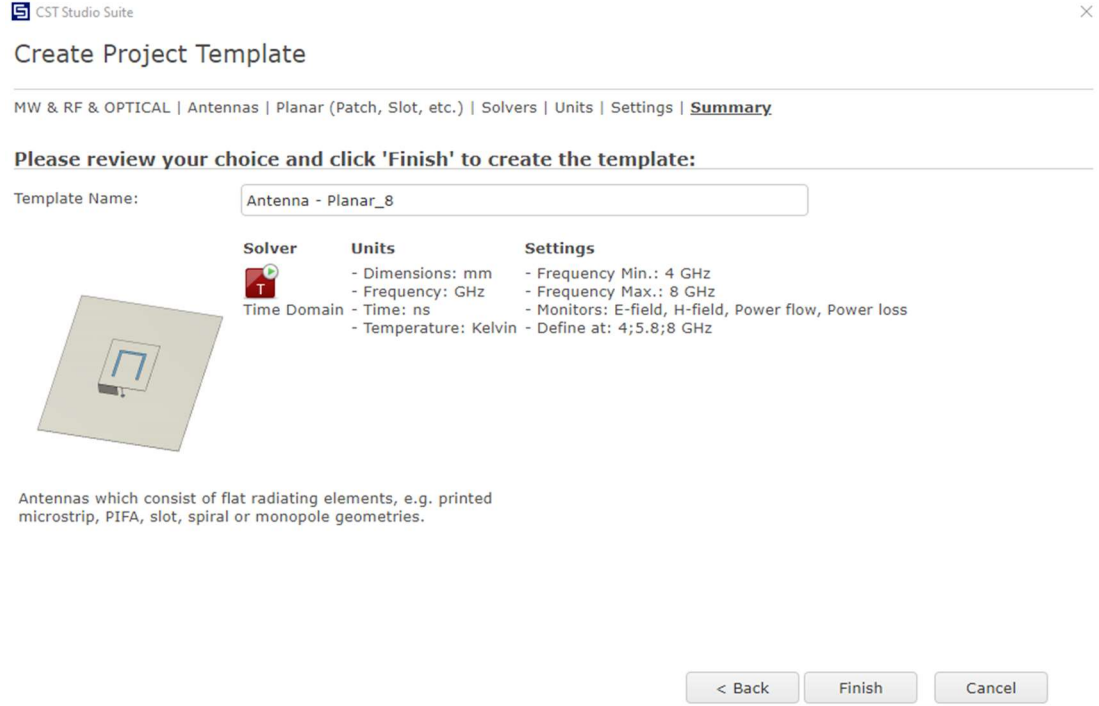 CST Studio Suite
Create Project Template
MW & RF & OPTICAL | Antennas | Planar (Patch, Slot, etc.) | Solvers | Units | Settings | Summary
Please review your choice and click 'Finish' to create the template:
Template Name: Antenna - Planar_8
Solver Units Settings
- Dimensions: mm - Frequency Min.: 4 GHz
T - Frequency: GHz - Frequency Max.: 8 GHz
Time Domain - Time: ns - Monitors: E-field, H-field, Power flow, Power loss
- Temperature: Kelvin - Define at: 4;5.8;8 GHz
Antennas which consist of flat radiating elements, e.g. printed
microstrip, PIFA, slot, spiral or monopole geometries.
< Back Finish Cancel